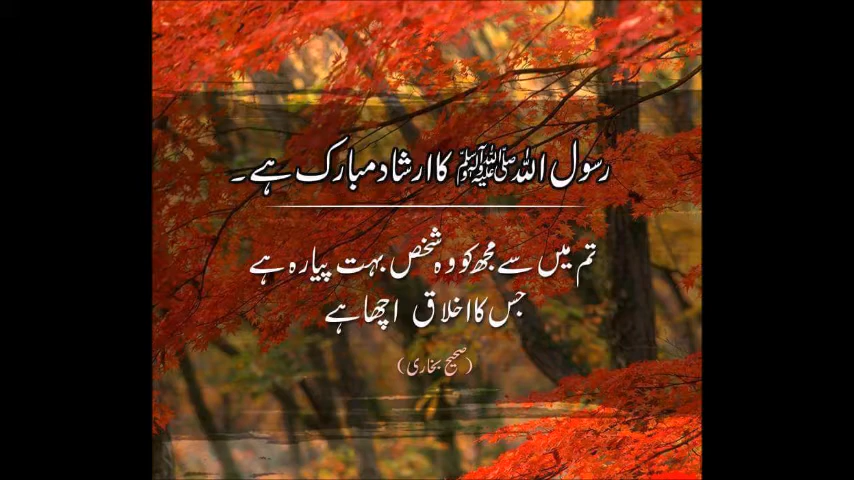 رسول اللہ ﷺ کا ارشاد مبارک ہے۔
تم میں سے مجھ کو وہ شخص بہت پیارہ ہے
جس کا اخلاق اچھا ہے
(صحیح بخاری)